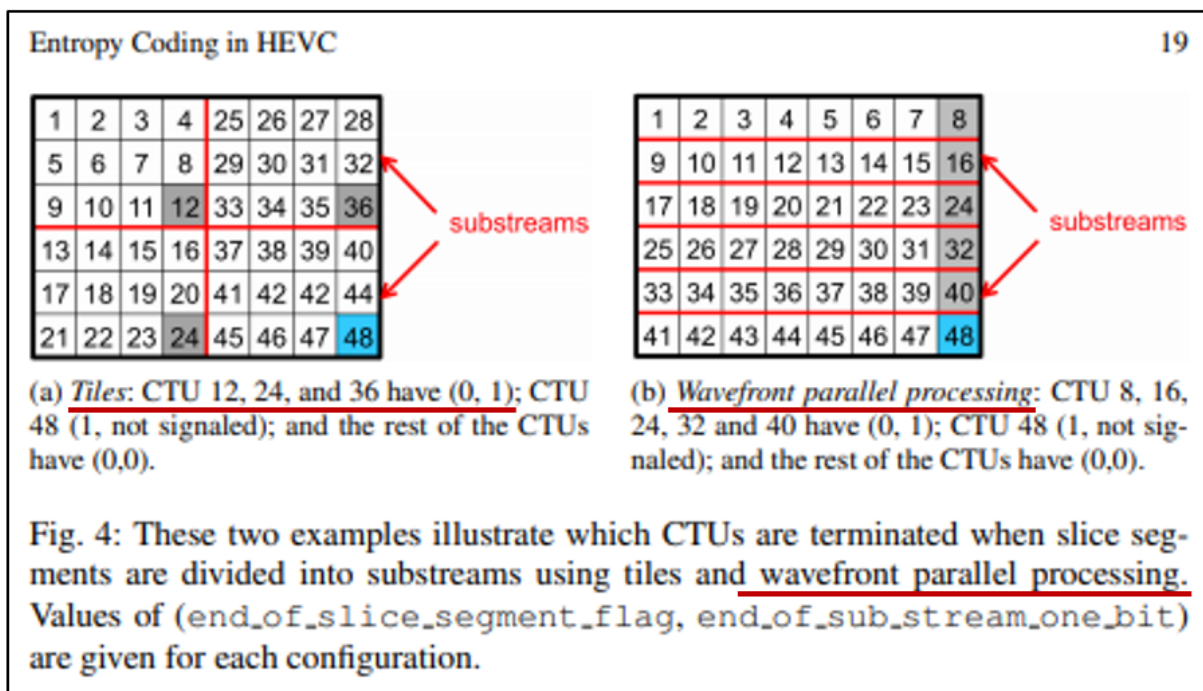 Entropy Coding in HEVC 19
1 2 3 4 25 26 27 28
5 6 7 8 29 30 31 32
9 10 11 12 33 34 35 36
13 14 15 16 37 38 39 40
17 18 19 20 41 42 42 44
21 22 23 24 45 46 47 48
substreams
(a) Tiles: CTU 12, 24, and 36 have (0, 1); CTU
48 (1, not signaled); and the rest of the CTUs
have (0,0).
1 2 3 4 5 6 7 8
9 10 11 12 13 14 15 16
17 18 19 20 21 22 23 24
25 26 27 28 29 30 31 32
33 34 35 36 37 38 39 40
41 42 43 44 45 46 47 48
substreams
(b) Wavefront parallel processing: CTU 8, 16,
24, 32 and 40 have (0, 1); CTU 48 (1, not sig-
naled); and the rest of the CTUs have (0,0).
Fig. 4: These two examples illustrate which CTUs are terminated when slice seg-
ments are divided into substreams using tiles and wavefront parallel processing.
Values of (end_of_slice_segment_flag, end_of_sub_stream_one_bit)
are given for each configuration.